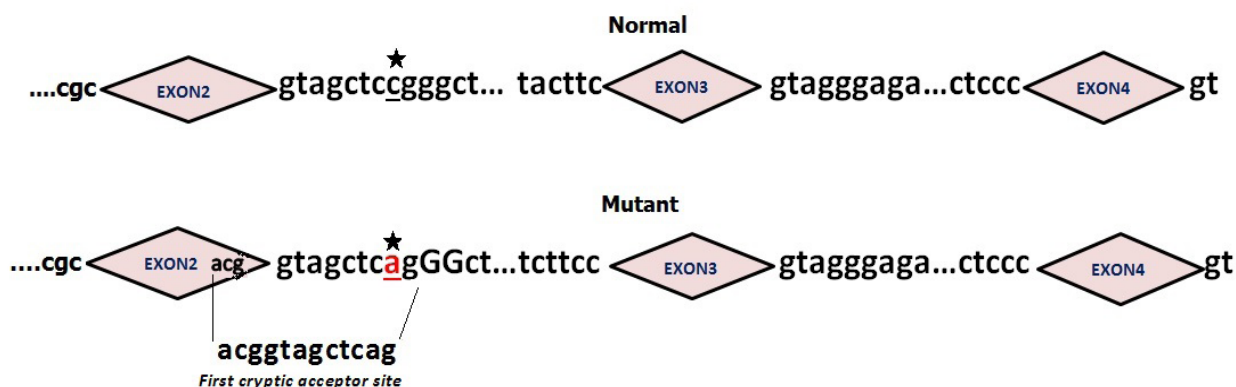 Normal
★
....cgc EXON2 gtagctccgggct... tacttc EXON3 gtagggaga...ctccc EXON4 gt
Mutant
★
....cgc EXON2 acg gtagctcagGGct...tcttcc EXON3 gtagggaga...ctccc EXON4 gt
acggtagctcag
First cryptic acceptor site